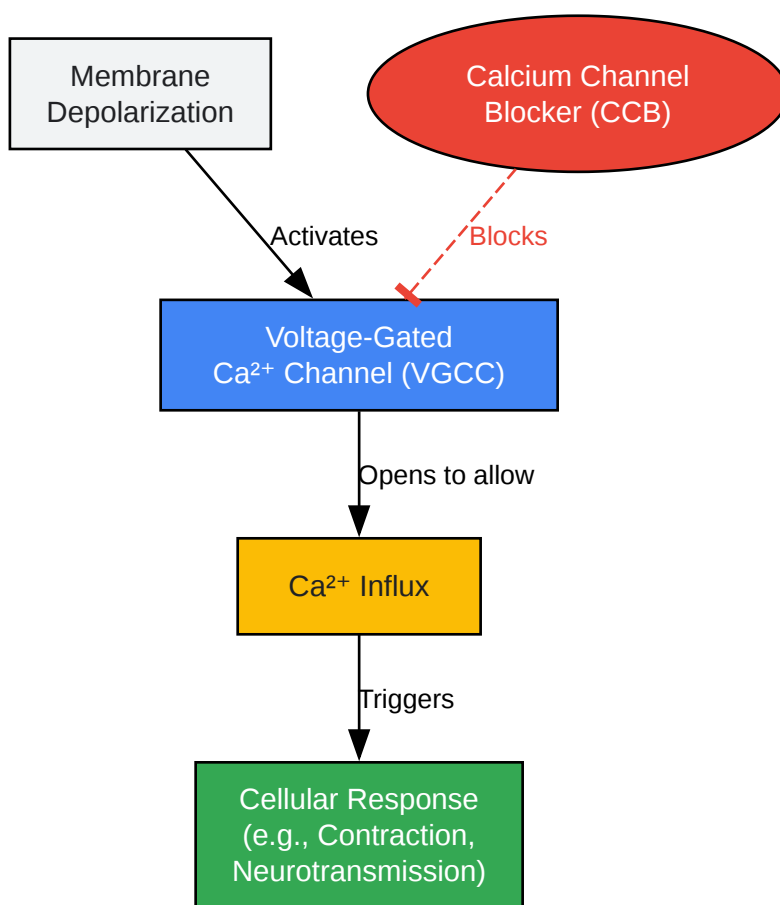 Membrane
Depolarization
Calcium Channel
Blocker (CCB)
Activates
Blocks
Voltage-Gated
Ca²⁺ Channel (VGCC)
Opens to allow
Ca²⁺ Influx
Triggers
Cellular Response
(e.g., Contraction,
Neurotransmission)